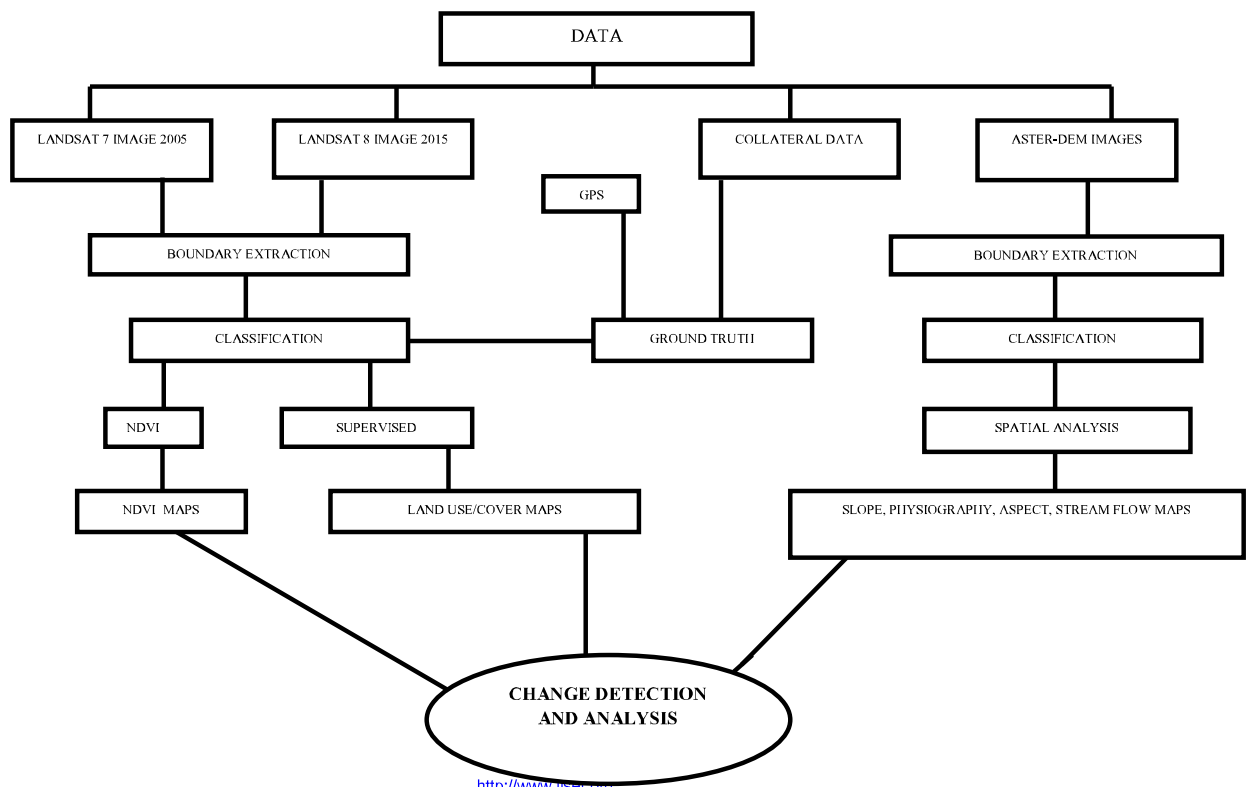 DATA
LANDSAT 7 IMAGE 2005
LANDSAT 8 IMAGE 2015
COLLATERAL DATA
ASTER-DEM IMAGES
GPS
BOUNDARY EXTRACTION
BOUNDARY EXTRACTION
CLASSIFICATION
GROUND TRUTH
CLASSIFICATION
NDVI
SUPERVISED
SPATIAL ANALYSIS
NDVI MAPS
LAND USE/COVER MAPS
SLOPE, PHYSIOGRAPHY, ASPECT, STREAM FLOW MAPS
CHANGE DETECTION
AND ANALYSIS